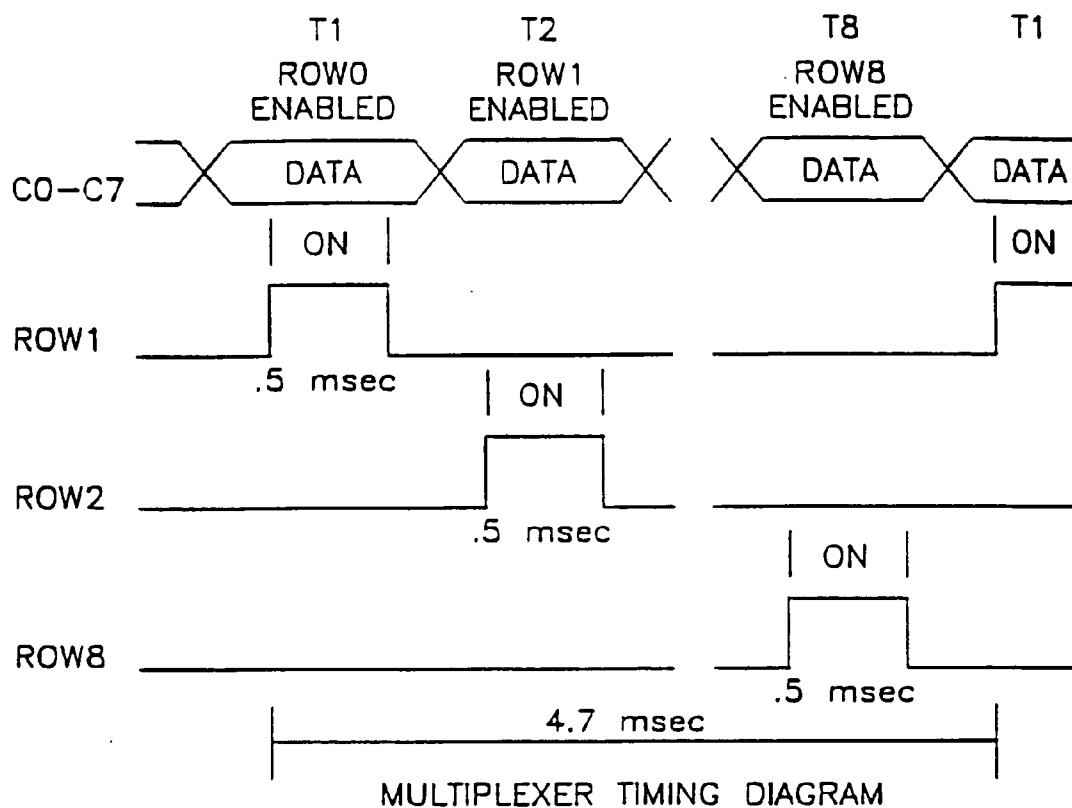 T1 T2 T8 T1
ROW0 ROW1 ROW8
ENABLED ENABLED ENABLED
C0-C7 DATA DATA DATA DATA
ON ON
ROW1
.5 msec
ON
ROW2
.5 msec
ON
ROW8
.5 msec
4.7 msec
MULTIPLEXER TIMING DIAGRAM